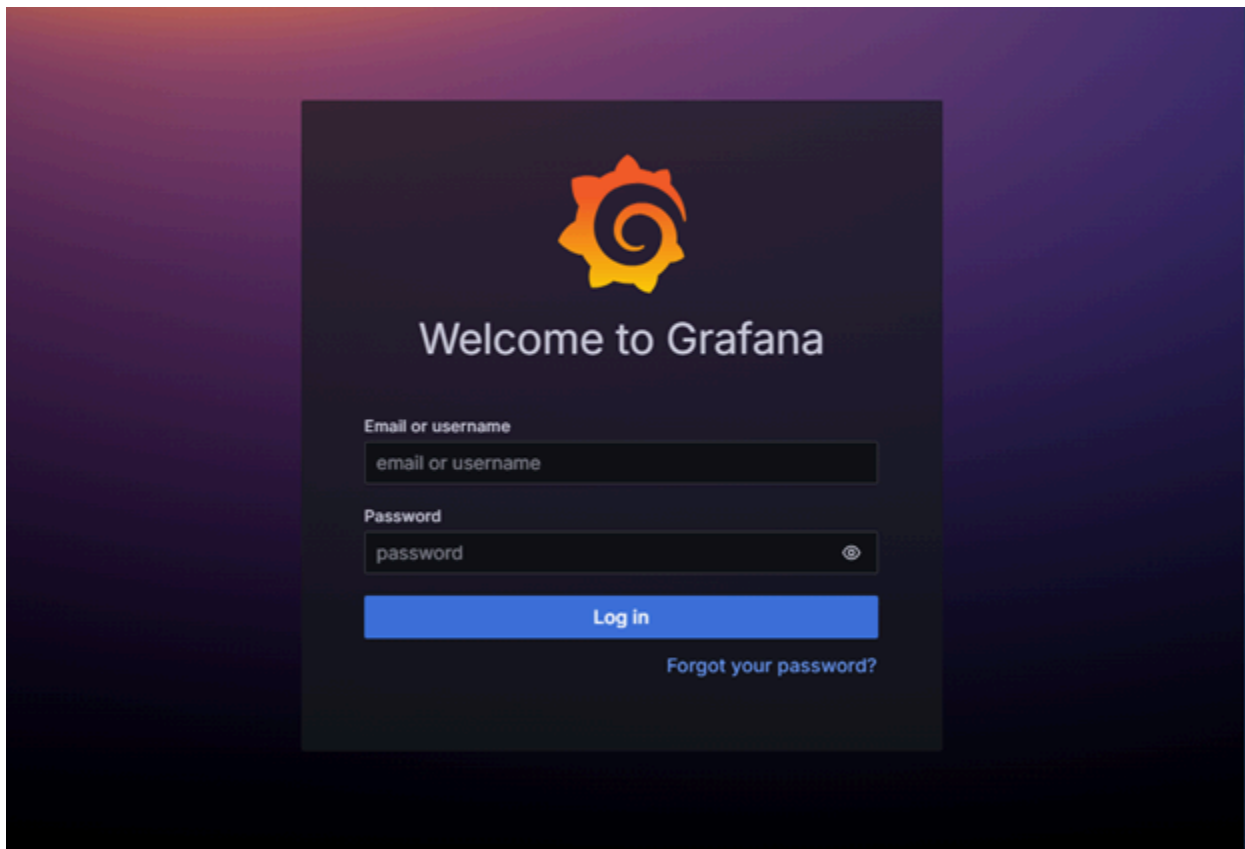 Welcome to Grafana
Email or username
email or username
Password
password
Log in
Forgot your password?